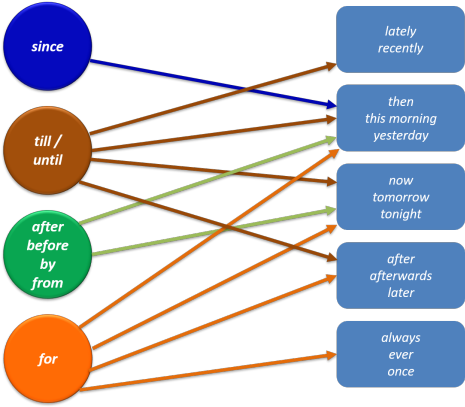 since
till /
until
after
before
by
from
for
lately
recently
then
this morning
yesterday
now
tomorrow
tonight
after
afterwards
later
always
ever
once